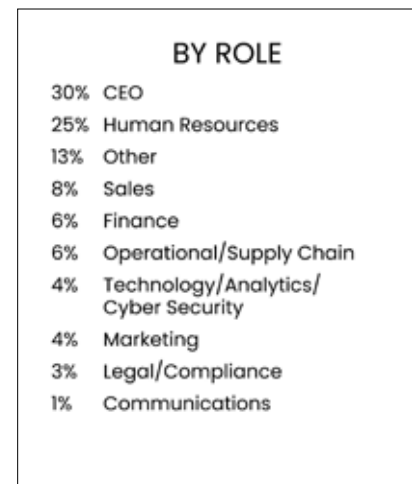 BY ROLE
30% CEO
25% Human Resources
13% Other
8% Sales
6% Finance
6% Operational/Supply Chain
4% Technology/Analytics/
Cyber Security
4% Marketing
3% Legal/Compliance
1% Communications